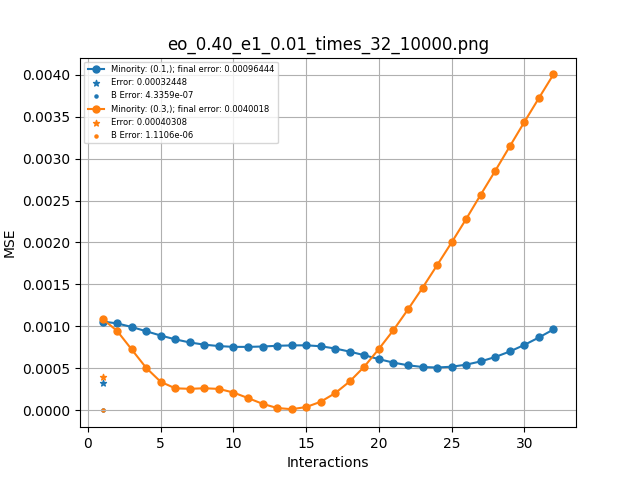 eo_0.40_e1_0.01_times_32_10000.png
Minority: (0.1,); final error: 0.00096444
Error: 0.00032448
B Error: 4.3359e-07
Minority: (0.3,); final error: 0.0040018
Error: 0.00040308
B Error: 1.1106e-06
0.0040
0.0035
0.0030
0.0025
0.0020
0.0015
0.0010
0.0005
0.0000
MSE
0 5 10 15 20 25 30
Interactions